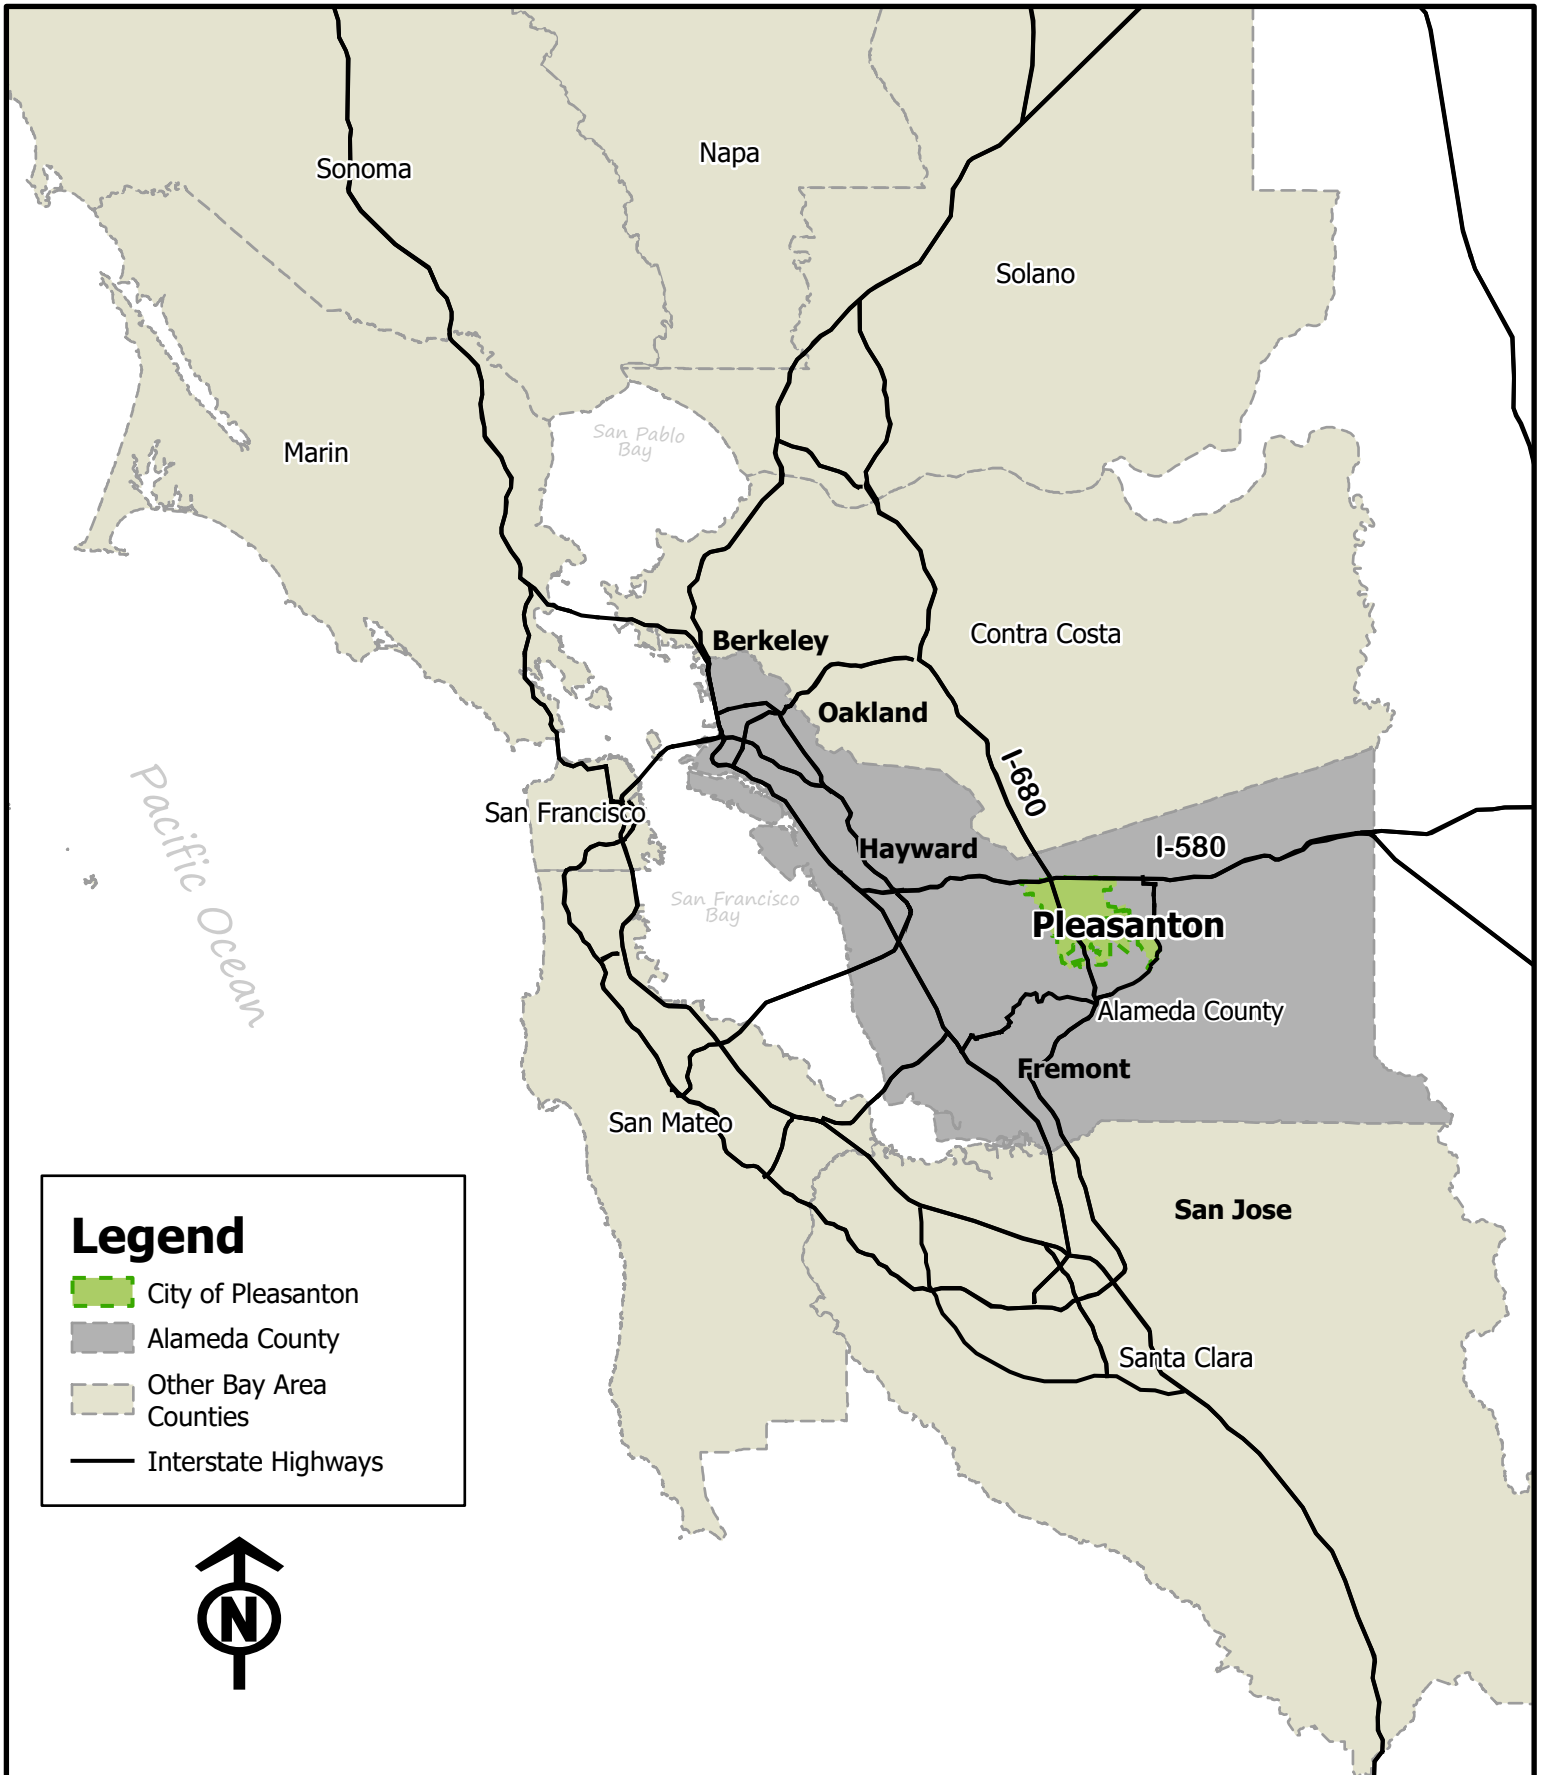 Napa
Sonoma
Solano
Marin
San Pablo
Bay
Contra Costa
Berkeley
Oakland
I-680
Pacific Ocean
San Francisco
Hayward
I-580
San Francisco
Bay
Pleasanton
Alameda County
Fremont
San Mateo
San Jose
Santa Clara
Legend
City of Pleasanton
Alameda County
Other Bay Area
Counties
Interstate Highways
N